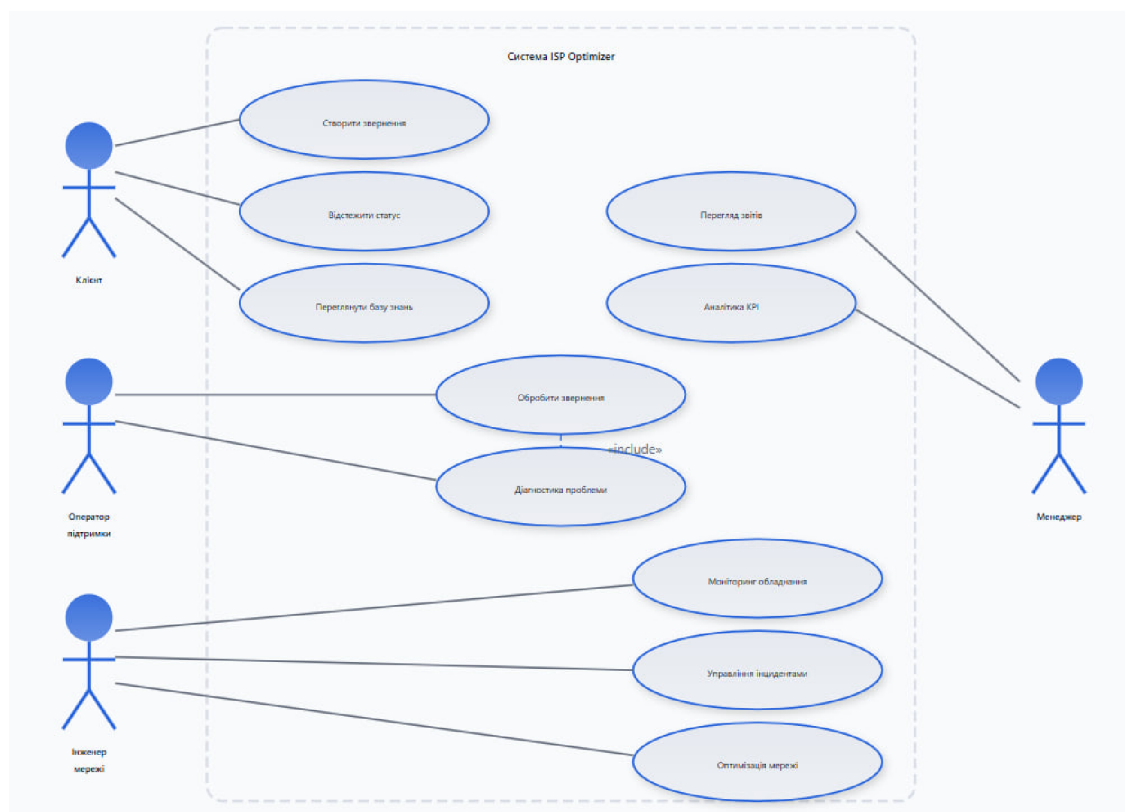 Система ISP Optimizer
Створити звернення
Відстежити статус
Перегляд звітів
Клієнт
Переглянути базу знань
Аналітика KPI
Обробити звернення
«include»
Діагностика проблеми
Оператор
підтримки
Менеджер
Моніторинг обладнання
Управління інцидентами
Інженер
мережі
Оптимізація мережі